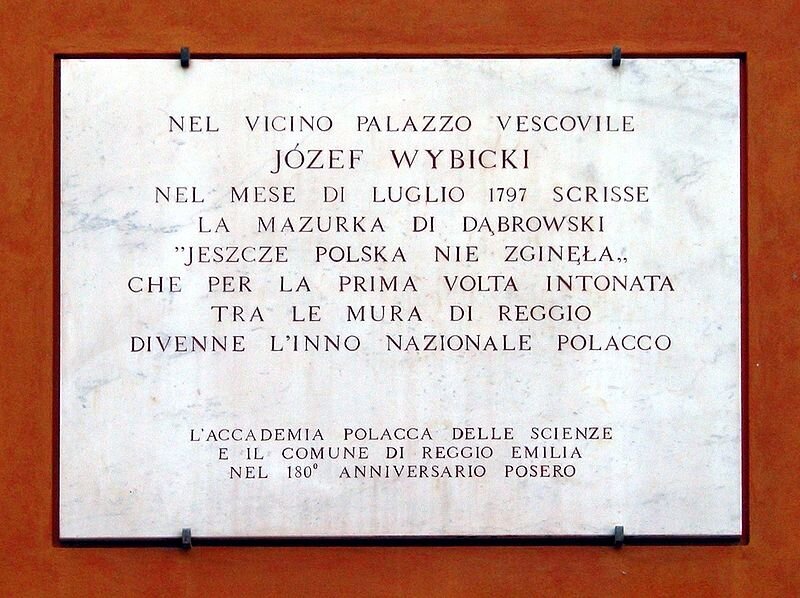 NEL VICINO PALAZZO VESCOVILE
JÓZEF WYBICKI
NEL MESE DI LUGLIO 1797 SCRISSE
LA MAZURKA DI DĄBROWSKI
”JESZCZE POLSKA NIE ZGINĘŁA„
CHE PER LA PRIMA VOLTA INTONATA
TRA LE MURA DI REGGIO
DIVENNE L'INNO NAZIONALE POLACCO
L'ACCADEMIA POLACCA DELLE SCIENZE
E IL COMUNE DI REGGIO EMILIA
NEL 180º ANNIVERSARIO POSERO